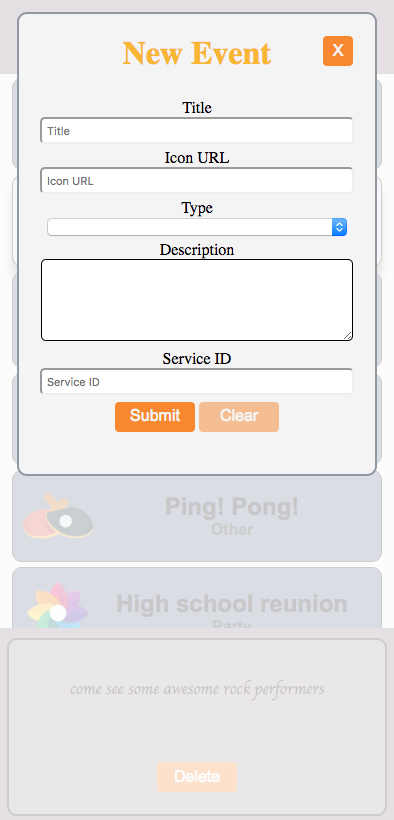 New Event
X
Title
Title
Icon URL
Icon URL
Type
Description
Service ID
Service ID
Submit
Clear
Ping! Pong!
Other
High school reunion
Party
come see some awesome rock performers
Delete